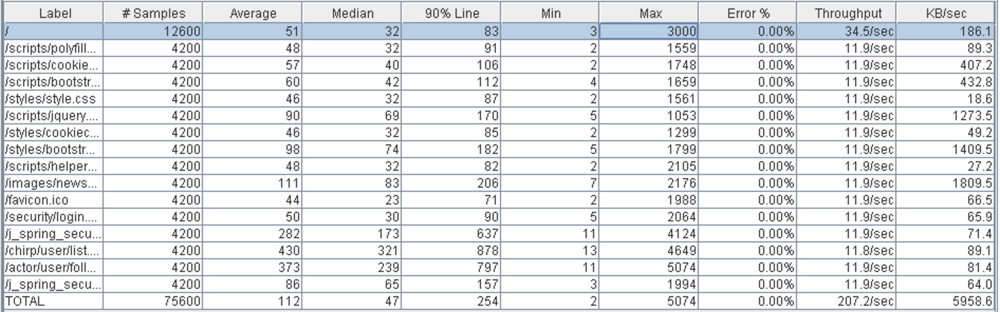 Label # Samples Average Median 90% Line Min Max Error % Throughput KB/sec
/ 12600 51 32 83 3 3000 0.00% 34.5/sec 186.1
/scripts/polyfill... 4200 48 32 91 2 1559 0.00% 11.9/sec 89.3
/scripts/cookie... 4200 57 40 106 2 1748 0.00% 11.9/sec 407.2
/scripts/bootstr... 4200 60 42 112 4 1659 0.00% 11.9/sec 432.8
/styles/style.css 4200 46 32 87 2 1561 0.00% 11.9/sec 18.6
/scripts/jquery.... 4200 90 69 170 5 1053 0.00% 11.9/sec 1273.5
/styles/cookiec... 4200 46 32 85 2 1299 0.00% 11.9/sec 49.2
/styles/bootstr... 4200 98 74 182 5 1799 0.00% 11.9/sec 1409.5
/scripts/helper... 4200 48 32 82 2 2105 0.00% 11.9/sec 27.2
/images/news... 4200 111 83 206 7 2176 0.00% 11.9/sec 1809.5
/favicon.ico 4200 44 23 71 2 1988 0.00% 11.9/sec 66.5
/security/login.... 4200 50 30 90 5 2064 0.00% 11.9/sec 65.9
/j_spring_secu... 4200 282 173 637 11 4124 0.00% 11.9/sec 71.4
/chirp/user/list.... 4200 430 321 878 13 4649 0.00% 11.8/sec 89.1
/actor/user/foll... 4200 373 239 797 11 5074 0.00% 11.9/sec 81.4
/j_spring_secu... 4200 86 65 157 3 1994 0.00% 11.9/sec 64.0
TOTAL 75600 112 47 254 2 5074 0.00% 207.2/sec 5958.6